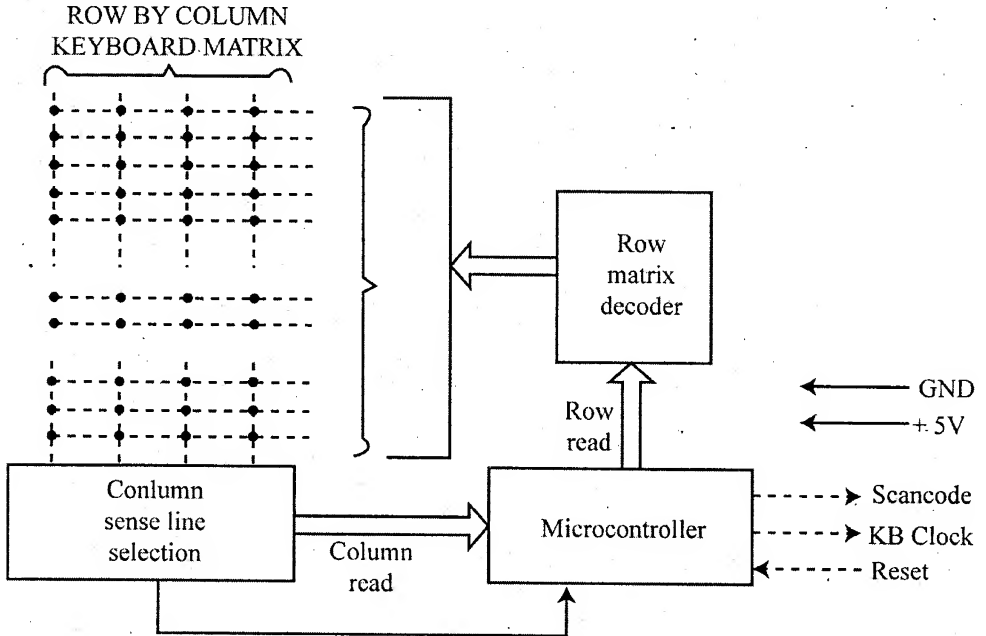 ROW BY COLUMN
KEYBOARD MATRIX
Row
matrix
decoder
GND
+ 5V
Row
read
Conlumn
sense line
selection
Column
read
Microcontroller
Scancode
KB Clock
Reset